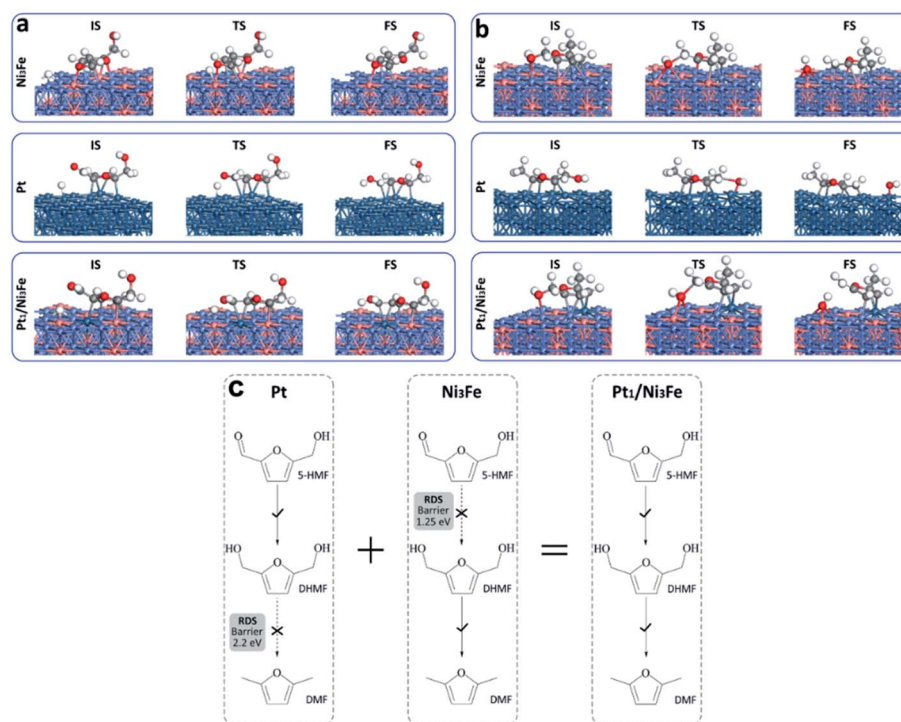 a
IS TS FS
Ni₃Fe
IS TS FS
Pt
IS TS FS
Pt₁/Ni₃Fe
b
IS TS FS
Ni₃Fe
IS TS FS
Pt
IS TS FS
Pt₁/Ni₃Fe
c Pt
O OH
O
5-HMF
HO OH
O
DHMF
RDS
Barrier
2.2 eV
O
DMF
+
Ni₃Fe
O OH
O
5-HMF
RDS
Barrier
1.25 eV
HO OH
O
DHMF
O
DMF
=
Pt₁/Ni₃Fe
O OH
O
5-HMF
HO OH
O
DHMF
O
DMF